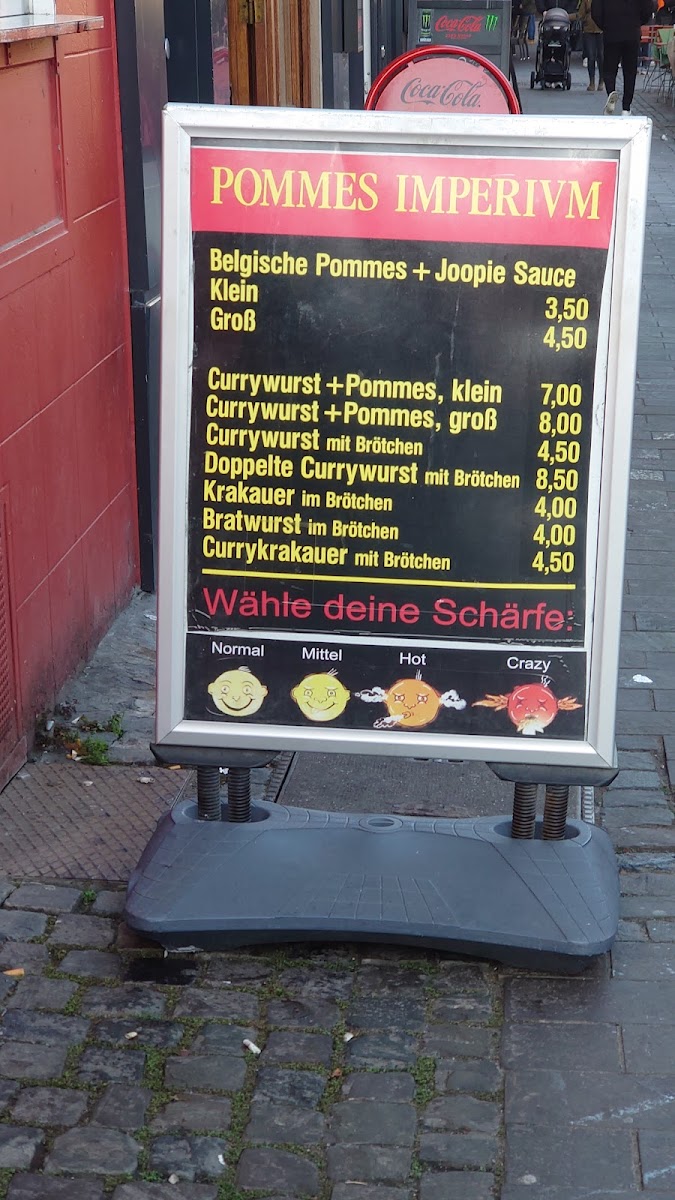 Coca-Cola
Coca-Cola
POMMES IMPERIVM
Belgische Pommes + Joopie Sauce
Klein 3,50
Groß 4,50
Currywurst + Pommes, klein 7,00
Currywurst + Pommes, groß 8,00
Currywurst mit Brötchen 4,50
Doppelte Currywurst mit Brötchen 8,50
Krakauer im Brötchen 4,00
Bratwurst im Brötchen 4,00
Currykrakauer mit Brötchen 4,50
Wähle deine Schärfe:
Normal Mittel Hot Crazy